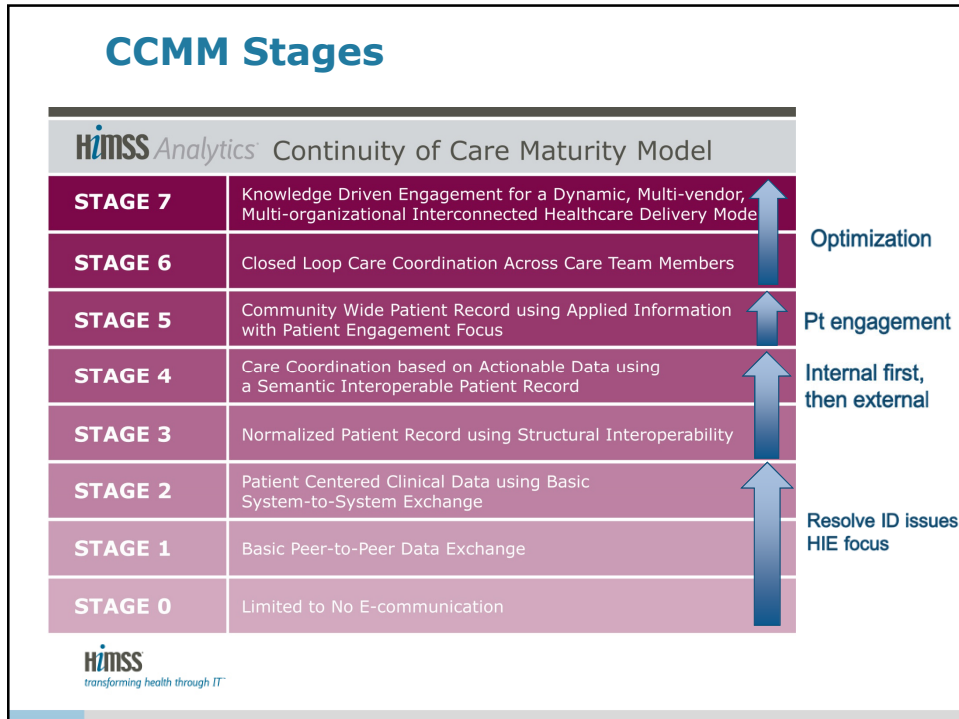 CCMM Stages
HIMSS Analytics Continuity of Care Maturity Model
STAGE 7
Knowledge Driven Engagement for a Dynamic, Multi-vendor,
Multi-organizational Interconnected Healthcare Delivery Mode
STAGE 6
Closed Loop Care Coordination Across Care Team Members
Optimization
STAGE 5
Community Wide Patient Record using Applied Information
with Patient Engagement Focus
Pt engagement
STAGE 4
Care Coordination based on Actionable Data using
a Semantic Interoperable Patient Record
Internal first,
then external
STAGE 3
Normalized Patient Record using Structural Interoperability
STAGE 2
Patient Centered Clinical Data using Basic
System-to-System Exchange
STAGE 1
Basic Peer-to-Peer Data Exchange
Resolve ID issues
HIE focus
STAGE 0
Limited to No E-communication
HIMSS
transforming health through IT™